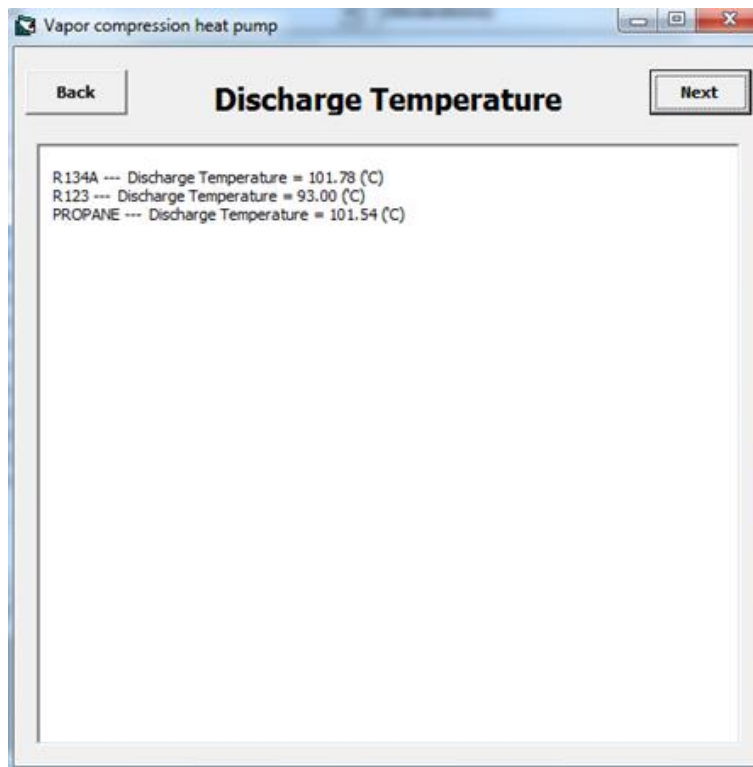 Vapor compression heat pump
Back
Discharge Temperature
Next
R134A --- Discharge Temperature = 101.78 (°C)
R123 --- Discharge Temperature = 93.00 (°C)
PROPANE --- Discharge Temperature = 101.54 (°C)